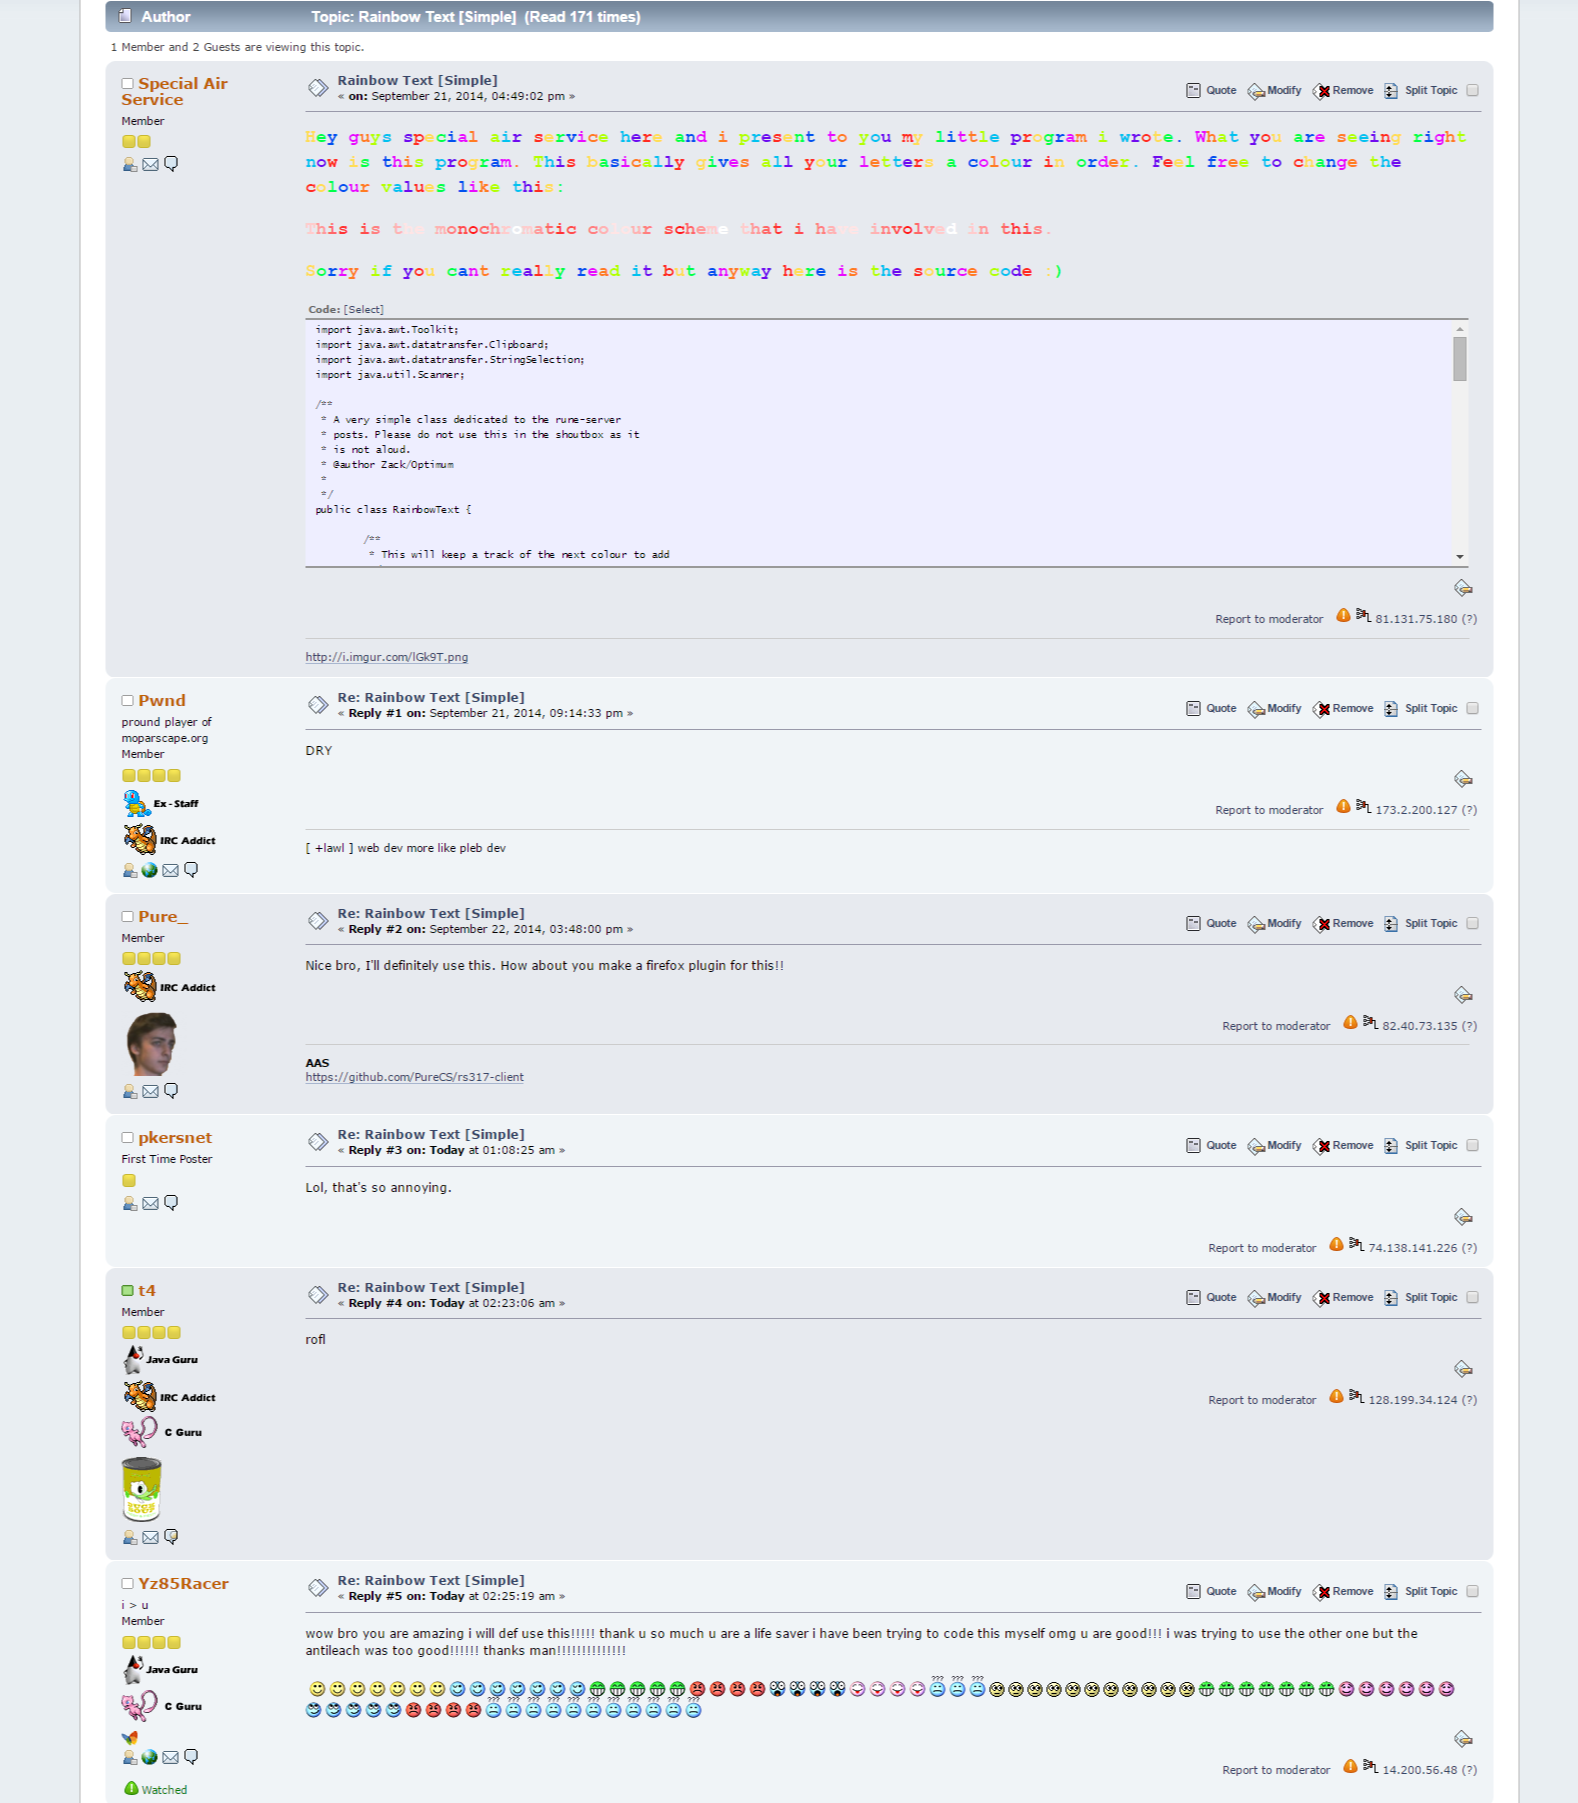 Author Topic: Rainbow Text [Simple] (Read 171 times)
1 Member and 2 Guests are viewing this topic.
Special Air
Service
Member
Rainbow Text [Simple]
« on: September 21, 2014, 04:49:02 pm »
Quote Modify Remove Split Topic
Hey guys special air service here and i present to you my little program i wrote. What you are seeing right
now is this program. This basically gives all your letters a colour in order. Feel free to change the
colour values like this:
This is the monochromatic colour scheme that i have involved in this.
Sorry if you cant really read it but anyway here is the source code :)
Code: [Select]
import java.awt.Toolkit;
import java.awt.datatransfer.Clipboard;
import java.awt.datatransfer.StringSelection;
import java.util.Scanner;
/**
* A very simple class dedicated to the rune-server
* posts. Please do not use this in the shoutbox as it
* is not aloud.
* @author Zack/Optimum
*
*/
public class RainbowText {
/**
* This will keep a track of the next colour to add
Report to moderator 81.131.75.180 (?)
http://i.imgur.com/lGk9T.png
Pwnd
pround player of
moparscape.org
Member
Ex - Staff
IRC Addict
Re: Rainbow Text [Simple]
« Reply #1 on: September 21, 2014, 09:14:33 pm »
Quote Modify Remove Split Topic
DRY
Report to moderator 173.2.200.127 (?)
[ +lawl ] web dev more like pleb dev
Pure_
Member
IRC Addict
Re: Rainbow Text [Simple]
« Reply #2 on: September 22, 2014, 03:48:00 pm »
Quote Modify Remove Split Topic
Nice bro, I'll definitely use this. How about you make a firefox plugin for this!!
Report to moderator 82.40.73.135 (?)
AAS
https://github.com/PureCS/rs317-client
pkersnet
First Time Poster
Re: Rainbow Text [Simple]
« Reply #3 on: Today at 01:08:25 am »
Quote Modify Remove Split Topic
Lol, that's so annoying.
Report to moderator 74.138.141.226 (?)
t4
Member
Java Guru
IRC Addict
C Guru
Re: Rainbow Text [Simple]
« Reply #4 on: Today at 02:23:06 am »
Quote Modify Remove Split Topic
rofl
Report to moderator 128.199.34.124 (?)
Yz85Racer
i > u
Member
Java Guru
C Guru
Watched
Re: Rainbow Text [Simple]
« Reply #5 on: Today at 02:25:19 am »
Quote Modify Remove Split Topic
wow bro you are amazing i will def use this!!!!! thank u so much u are a life saver i have been trying to code this myself omg u are good!!! i was trying to use the other one but the
antileach was too good!!!!!! thanks man!!!!!!!!!!!!!!
Report to moderator 14.200.56.48 (?)